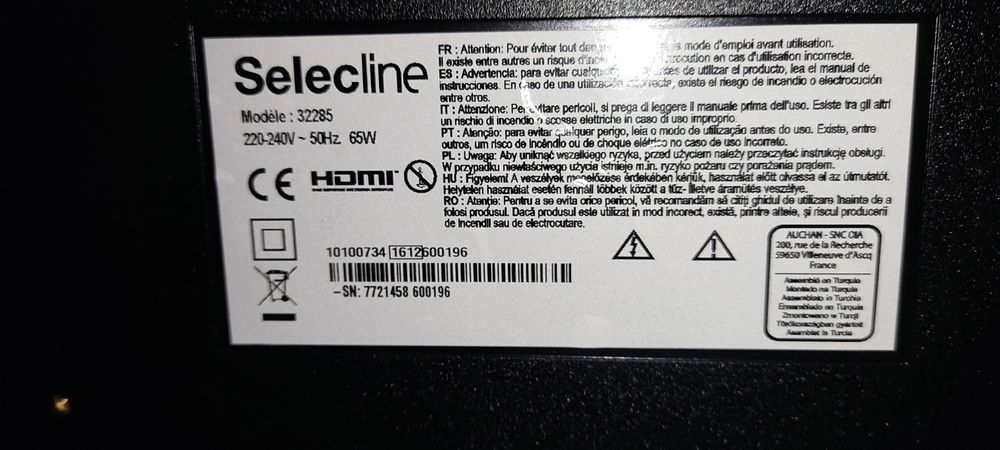 Selecline
Modèle : 32285
220-240V ~ 50Hz 65W
CE HDMI
FR : Attention: Pour éviter tout mode d'emploi avant utilisation.
Il existe entre autres un risque en cas d'utilisation incorrecte.
ES : Advertencia: para evitar de utilizar el producto, lea el manual de
instrucciones. En caso de una utilización incorrecta, existe el riesgo de incendio o electrocución
entre otros.
IT : Attenzione: Per evitare pericoli, si prega di leggere il manuale prima dell'uso. Esiste tra gli altri
un rischio di incendio o scosse elettriche in caso di uso improprio.
PT : Atenção: para evitar qualquer perigo, leia o modo de utilização antes do uso. Existe, entre
outros, um risco de incêndio ou de choque elétrico no caso de uso incorreto.
PL : Uwaga: Aby uniknąć wszelkiego ryzyka, przed użyciem należy przeczytać instrukcję obsługi.
W przypadku niewłaściwego użycia istnieje m.in. ryzyko pożaru czy porażenia prądem.
HU : Figyelem! A veszélyek megelőzése érdekében kérjük, használat előtt olvassa el az útmutatót.
Helytelen használat esetén fennáll többek között a tűz- illetve áramütés veszélye.
RO : Atenție: Pentru a se evita orice pericol, vă recomandăm să citiți ghidul de utilizare înainte de a
folosi produsul. Dacă produsul este utilizat in mod incorect, există, printre altele, și riscul producerii
de incendii sau de electrocutare.
10100734 1612600196
-SN: 7721458 600196
AUCHAN - SNC OIA
200, rue de la Recherche
59650 Villeneuve d'Ascq
France
Assemblé en Turquie
Montado na Turquia
Assemblato in Turchia
Ensamblado en Turquía
Zmontowano w Turcji
Törökországban gyártott
Asamblat în Turcia